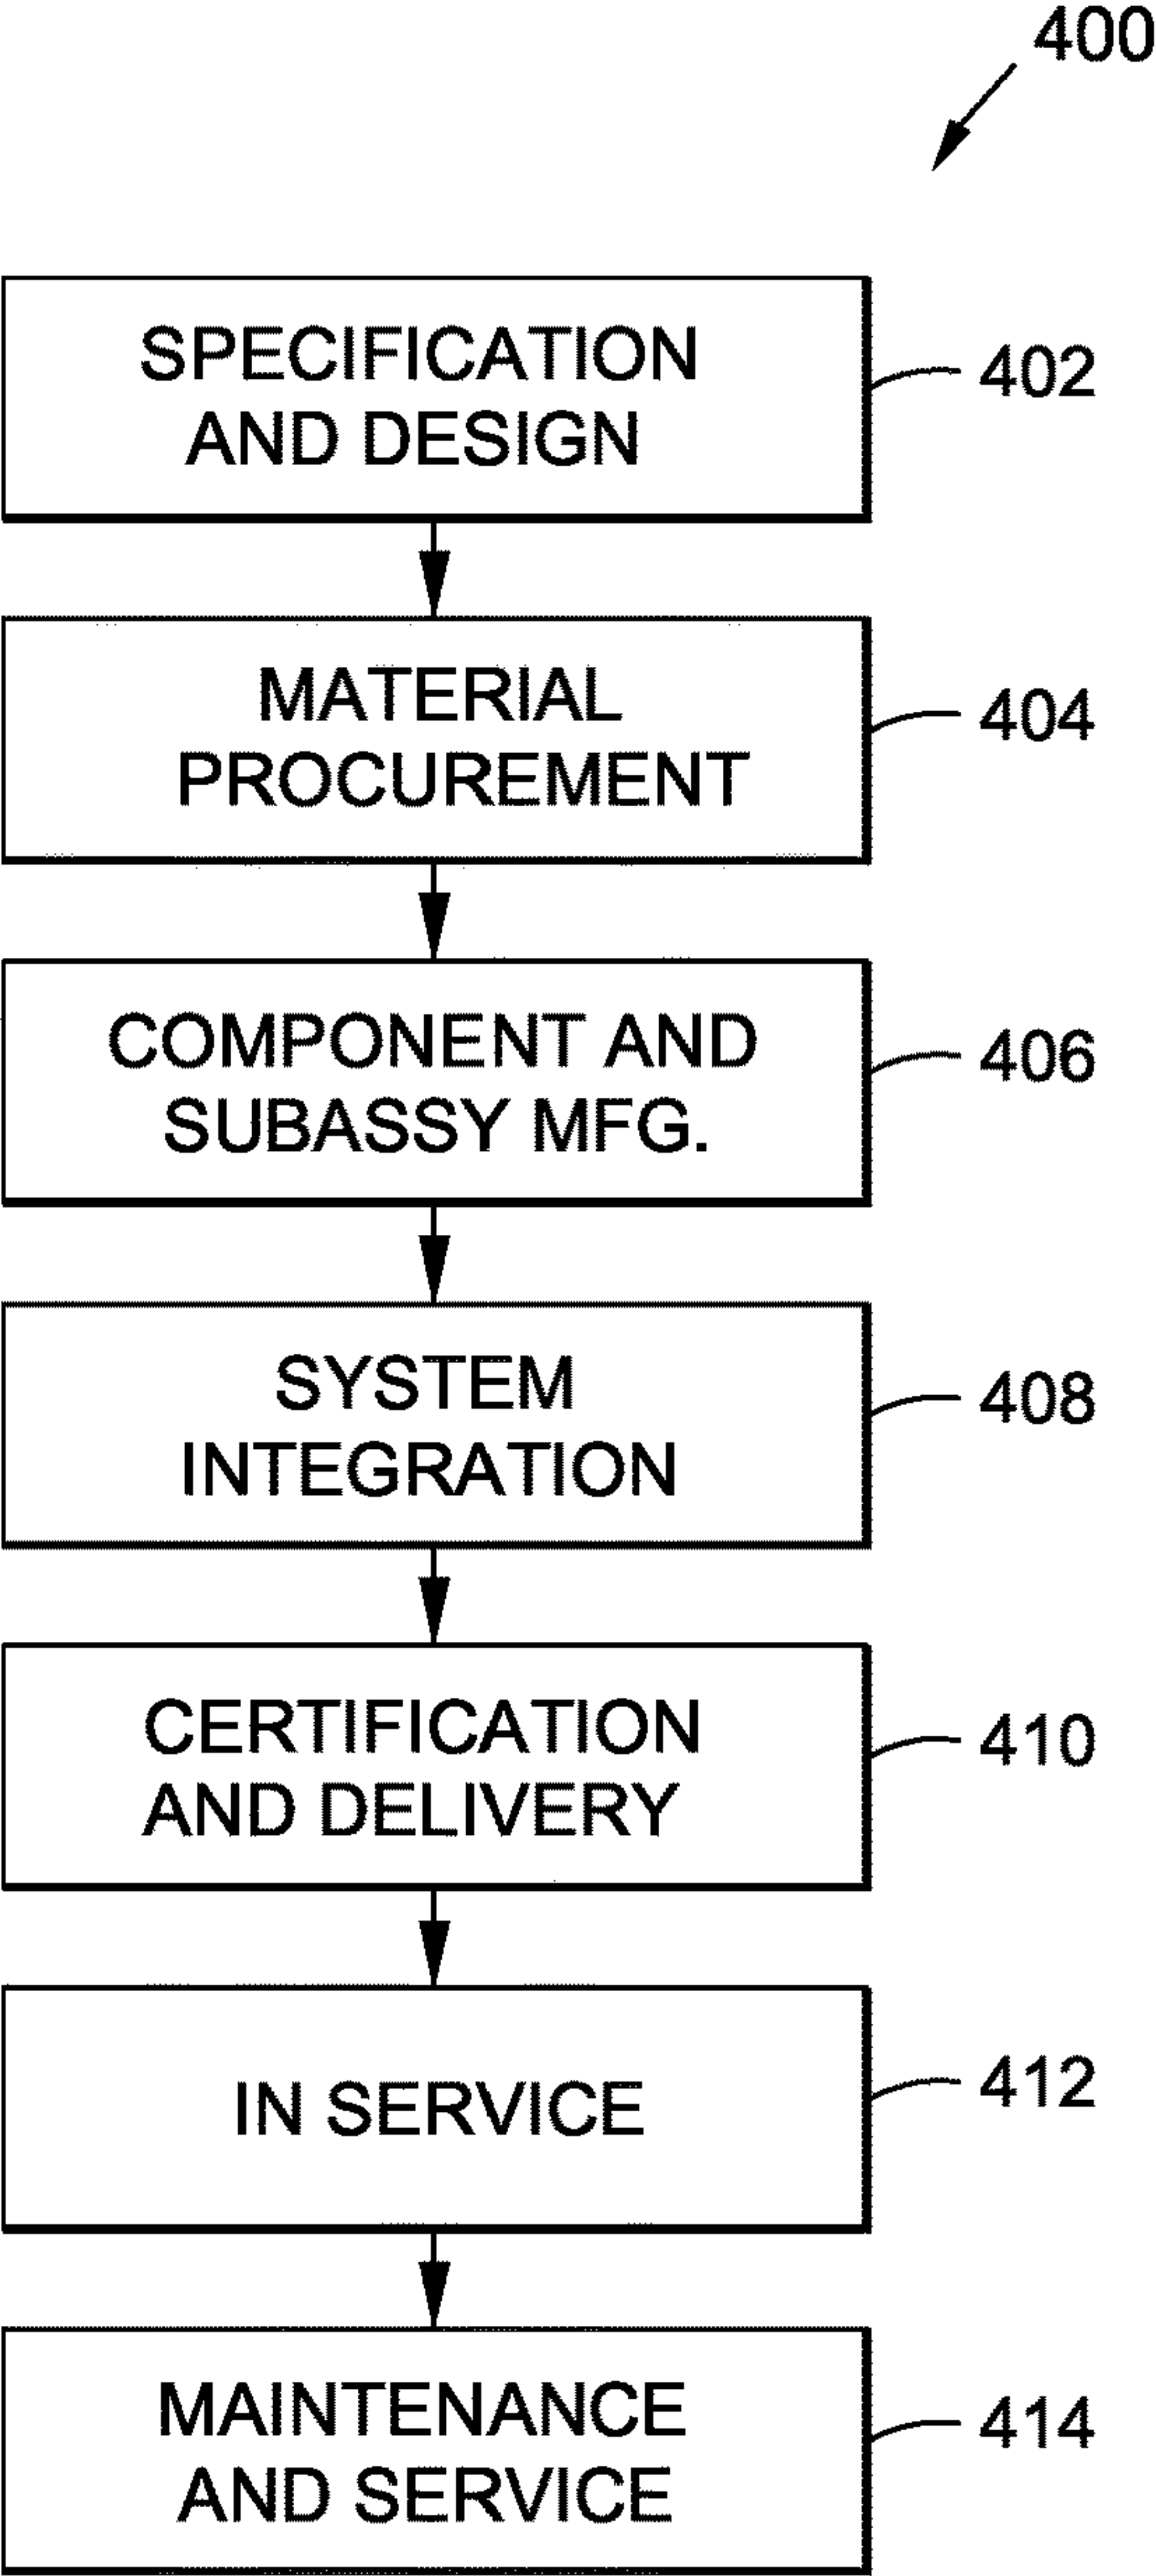 400
SPECIFICATION
AND DESIGN
402
MATERIAL
PROCUREMENT
404
COMPONENT AND
SUBASSY MFG.
406
SYSTEM
INTEGRATION
408
CERTIFICATION
AND DELIVERY
410
IN SERVICE
412
MAINTENANCE
AND SERVICE
414